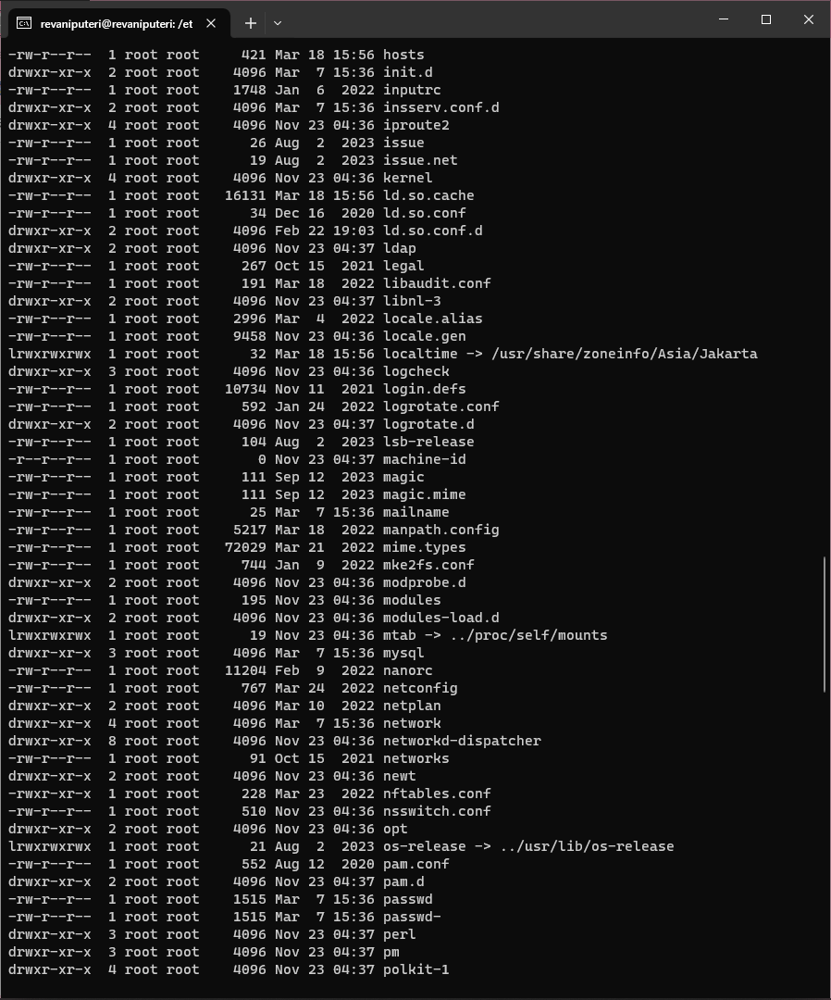 revaniputeri@revaniputeri: /et
-rw-r--r--  1 root root     421 Mar 18 15:56 hosts
drwxr-xr-x  2 root root    4096 Mar  7 15:36 init.d
-rw-r--r--  1 root root    1748 Jan  6  2022 inputrc
drwxr-xr-x  2 root root    4096 Mar  7 15:36 insserv.conf.d
drwxr-xr-x  4 root root    4096 Nov 23 04:36 iproute2
-rw-r--r--  1 root root      26 Aug  2  2023 issue
-rw-r--r--  1 root root      19 Aug  2  2023 issue.net
drwxr-xr-x  4 root root    4096 Nov 23 04:36 kernel
-rw-r--r--  1 root root   16131 Mar 18 15:56 ld.so.cache
-rw-r--r--  1 root root      34 Dec 16  2020 ld.so.conf
drwxr-xr-x  2 root root    4096 Feb 22 19:03 ld.so.conf.d
drwxr-xr-x  2 root root    4096 Nov 23 04:37 ldap
-rw-r--r--  1 root root     267 Oct 15  2021 legal
-rw-r--r--  1 root root     191 Mar 18  2022 libaudit.conf
drwxr-xr-x  2 root root    4096 Nov 23 04:37 libnl-3
-rw-r--r--  1 root root    2996 Mar  4  2022 locale.alias
-rw-r--r--  1 root root    9458 Nov 23 04:36 locale.gen
lrwxrwxrwx  1 root root      32 Mar 18 15:56 localtime -> /usr/share/zoneinfo/Asia/Jakarta
drwxr-xr-x  3 root root    4096 Nov 23 04:36 logcheck
-rw-r--r--  1 root root   10734 Nov 11  2021 login.defs
-rw-r--r--  1 root root     592 Jan 24  2022 logrotate.conf
drwxr-xr-x  2 root root    4096 Nov 23 04:37 logrotate.d
-rw-r--r--  1 root root     104 Aug  2  2023 lsb-release
-r--r--r--  1 root root       0 Nov 23 04:37 machine-id
-rw-r--r--  1 root root     111 Sep 12  2023 magic
-rw-r--r--  1 root root     111 Sep 12  2023 magic.mime
-rw-r--r--  1 root root      25 Mar  7 15:36 mailname
-rw-r--r--  1 root root    5217 Mar 18  2022 manpath.config
-rw-r--r--  1 root root   72029 Mar 21  2022 mime.types
-rw-r--r--  1 root root     744 Jan  9  2022 mke2fs.conf
drwxr-xr-x  2 root root    4096 Nov 23 04:37 modprobe.d
-rw-r--r--  1 root root     195 Nov 23 04:36 modules
drwxr-xr-x  2 root root    4096 Nov 23 04:36 modules-load.d
lrwxrwxrwx  1 root root      19 Nov 23 04:36 mtab -> ../proc/self/mounts
drwxr-xr-x  3 root root    4096 Mar  7 15:36 mysql
-rw-r--r--  1 root root   11204 Feb  9  2022 nanorc
-rw-r--r--  1 root root     767 Mar 24  2022 netconfig
drwxr-xr-x  2 root root    4096 Mar 10  2022 netplan
drwxr-xr-x  4 root root    4096 Mar  7 15:36 network
drwxr-xr-x  8 root root    4096 Nov 23 04:36 networkd-dispatcher
-rw-r--r--  1 root root      91 Oct 15  2021 networks
drwxr-xr-x  2 root root    4096 Nov 23 04:36 newt
-rwxr-xr-x  1 root root     228 Mar 23  2022 nftables.conf
-rw-r--r--  1 root root     510 Nov 23 04:36 nsswitch.conf
drwxr-xr-x  2 root root    4096 Nov 23 04:36 opt
lrwxrwxrwx  1 root root      21 Aug  2  2023 os-release -> ../usr/lib/os-release
-rw-r--r--  1 root root     552 Aug 12  2020 pam.conf
drwxr-xr-x  2 root root    4096 Nov 23 04:37 pam.d
-rw-r--r--  1 root root    1515 Mar  7 15:36 passwd
-rw-r--r--  1 root root    1515 Mar  7 15:36 passwd-
drwxr-xr-x  3 root root    4096 Nov 23 04:37 perl
drwxr-xr-x  3 root root    4096 Nov 23 04:37 pm
drwxr-xr-x  4 root root    4096 Nov 23 04:37 polkit-1